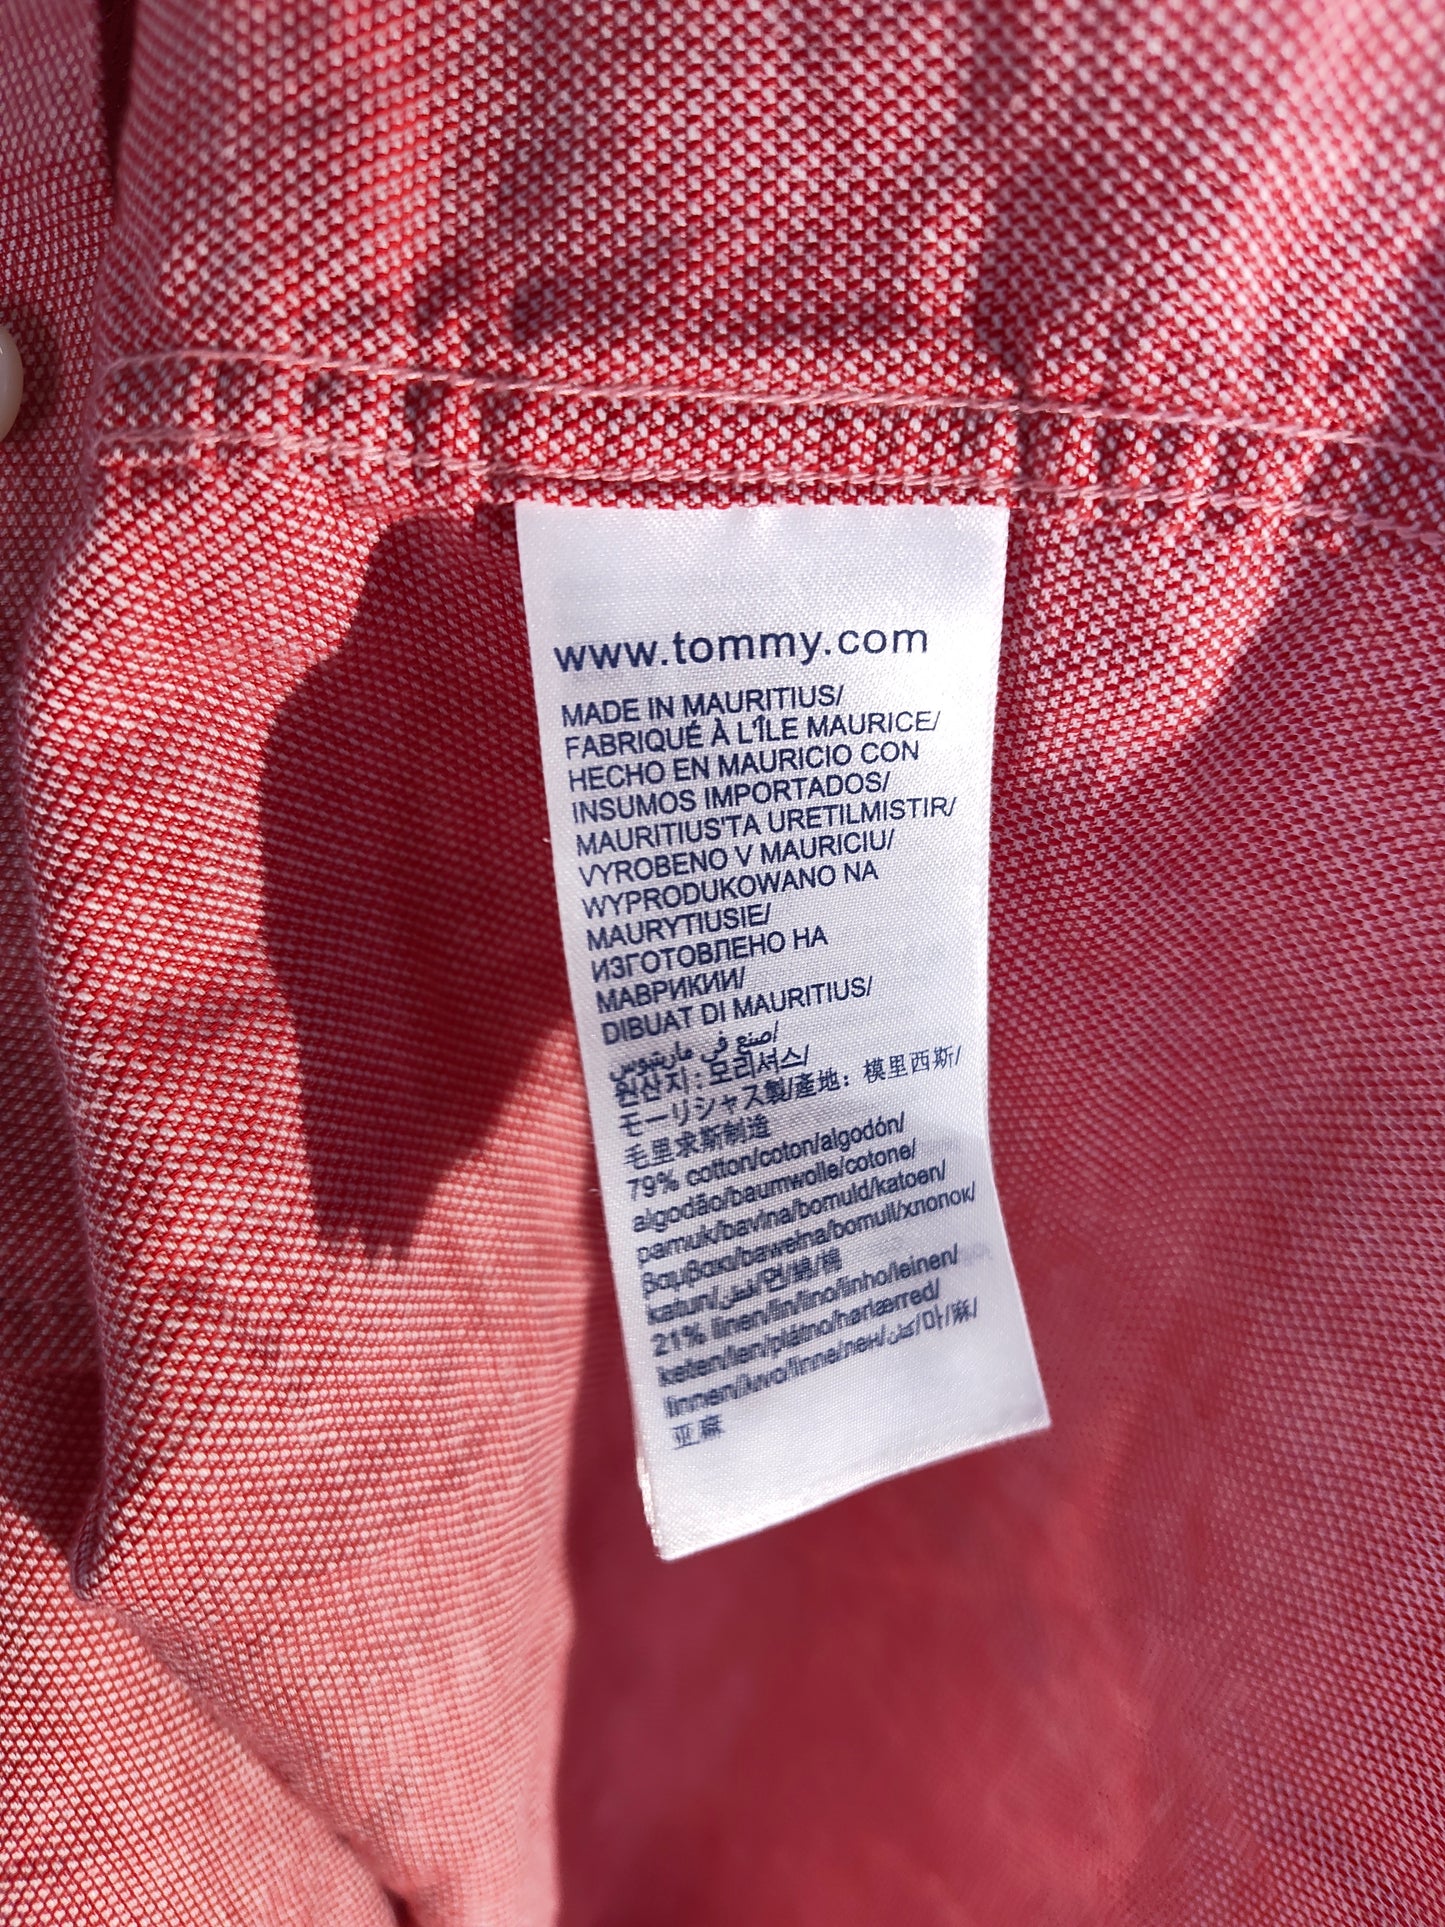 www.tommy.com
MADE IN MAURITIUS/
FABRIQUÉ À L'ÎLE MAURICE/
HECHO EN MAURICIO CON
INSUMOS IMPORTADOS/
MAURITIUS'TA URETILMISTIR/
VYROBENO V MAURICIU/
WYPRODUKOWANO NA
MAURYTIUSIE/
ИЗГОТОВЛЕНО НА
МАВРИКИИ/
DIBUAT DI MAURITIUS/
صنع في ماريتيوس/
원산지 : 모리셔스/
モーリシャス製/產地：模里西斯/
毛里求斯制造
79% cotton/coton/algodón/
algodão/baumwolle/cotone/
pamuk/bavlna/bomuld/katoen/
βαμβακι/bawełna/bomull/хлопок/
katun/قطن/면/綿/棉
21% linen/lin/lino/linho/leinen/
keten/len/plátno/hørlærred/
linnen/λινο/linne/лен/كتان/마/麻/
亚麻